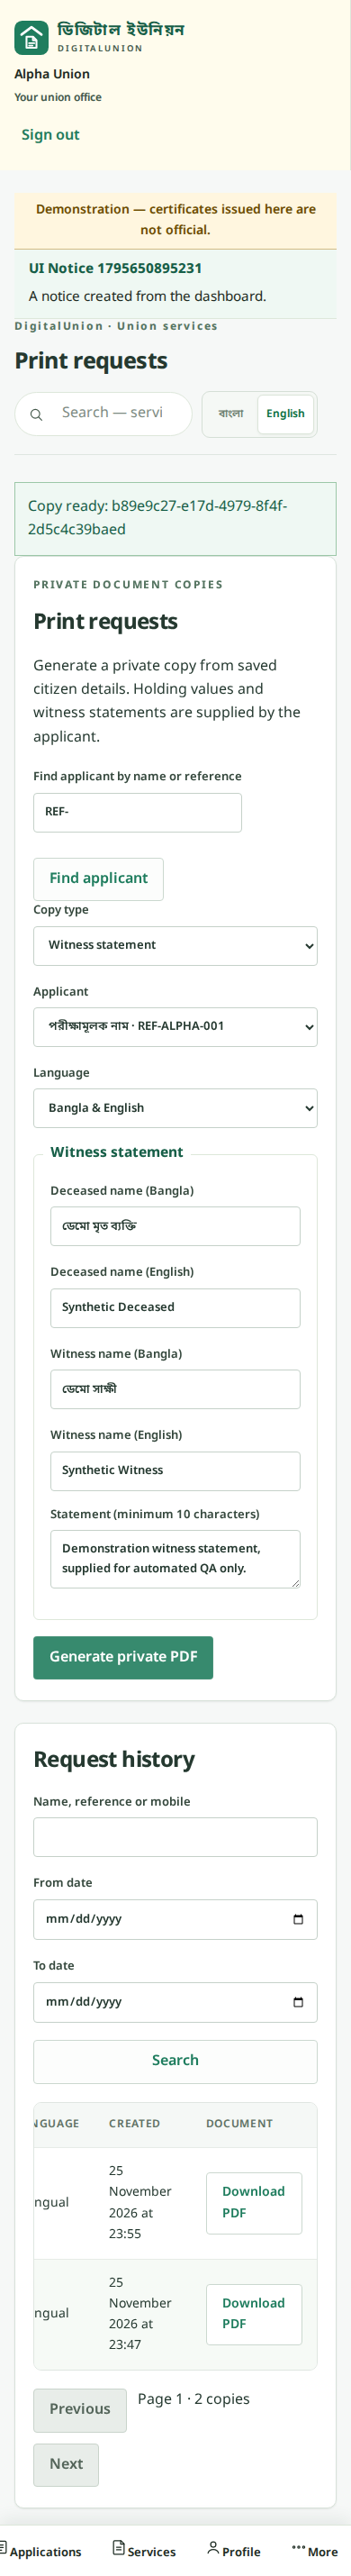 ডিজিটাল ইউনিয়ন
DIGITALUNION
Alpha Union
Your union office
Sign out
Demonstration — certificates issued here are
not official.
UI Notice 1795650895231
A notice created from the dashboard.
DigitalUnion · Union services
Print requests
Search — servi
বাংলা
English
Copy ready: b89e9c27-e17d-4979-8f4f-
2d5c4c39baed
PRIVATE DOCUMENT COPIES
Print requests
Generate a private copy from saved
citizen details. Holding values and
witness statements are supplied by the
applicant.
Find applicant by name or reference
REF-
Find applicant
Copy type
Witness statement
Applicant
পরীক্ষামূলক নাম · REF-ALPHA-001
Language
Bangla & English
Witness statement
Deceased name (Bangla)
ডেমো মৃত ব্যক্তি
Deceased name (English)
Synthetic Deceased
Witness name (Bangla)
ডেমো সাক্ষী
Witness name (English)
Synthetic Witness
Statement (minimum 10 characters)
Demonstration witness statement,
supplied for automated QA only.
Generate private PDF
Request history
Name, reference or mobile
From date
mm/dd/yyyy
To date
mm/dd/yyyy
Search
NGUAGE CREATED DOCUMENT
ngual
25
November
2026 at
23:55
Download
PDF
ngual
25
November
2026 at
23:47
Download
PDF
Previous
Page 1 · 2 copies
Next
Applications
Services
Profile
More